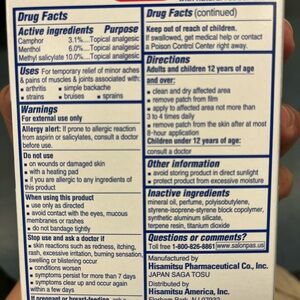 Drug Facts
Active ingredients Purpose
Camphor 3.1%....Topical analgesic
Menthol 6.0%....Topical analgesic
Methyl salicylate 10.0%....Topical analgesic
Uses For temporary relief of minor aches
& pains of muscles & joints associated with:
• arthritis • simple backache
• strains • bruises • sprains
Warnings
For external use only
Allergy alert: If prone to allergic reaction
from aspirin or salicylates, consult a doctor
before use.
Do not use
• on wounds or damaged skin
• with a heating pad
• if you are allergic to any ingredients of
this product
When using this product
• use only as directed
• avoid contact with the eyes, mucous
membranes or rashes
• do not bandage tightly
Stop use and ask a doctor if
• skin reactions such as redness, itching,
rash, excessive irritation, burning sensation,
swelling or blistering occur
• conditions worsen
• symptoms persist for more than 7 days
• symptoms clear up and occur again
within a few days
If pregnant or breast-feeding, ask a
Drug Facts (continued)
Keep out of reach of children.
If swallowed, get medical help or contact
a Poison Control Center right away.
Directions
Adults and children 12 years of age
and over:
• clean and dry affected area
• remove patch from film
• apply to affected area not more than
3 to 4 times daily
• remove patch from the skin after at most
8-hour application
Children under 12 years of age:
consult a doctor
Other information
• avoid storing product in direct sunlight
• protect product from excessive moisture
Inactive ingredients
mineral oil, perfume, polyisobutylene,
styrene-isoprene-styrene block copolymer,
synthetic aluminum silicate,
terpene resin, titanium dioxide
Questions or comments?
Toll free 1-800-826-8861 www.salonpas.us
Manufactured by
Hisamitsu Pharmaceutical Co., Inc.
JAPAN SAGA TOSU
Distributed by
Hisamitsu America, Inc.
Florham Park, NJ 07932